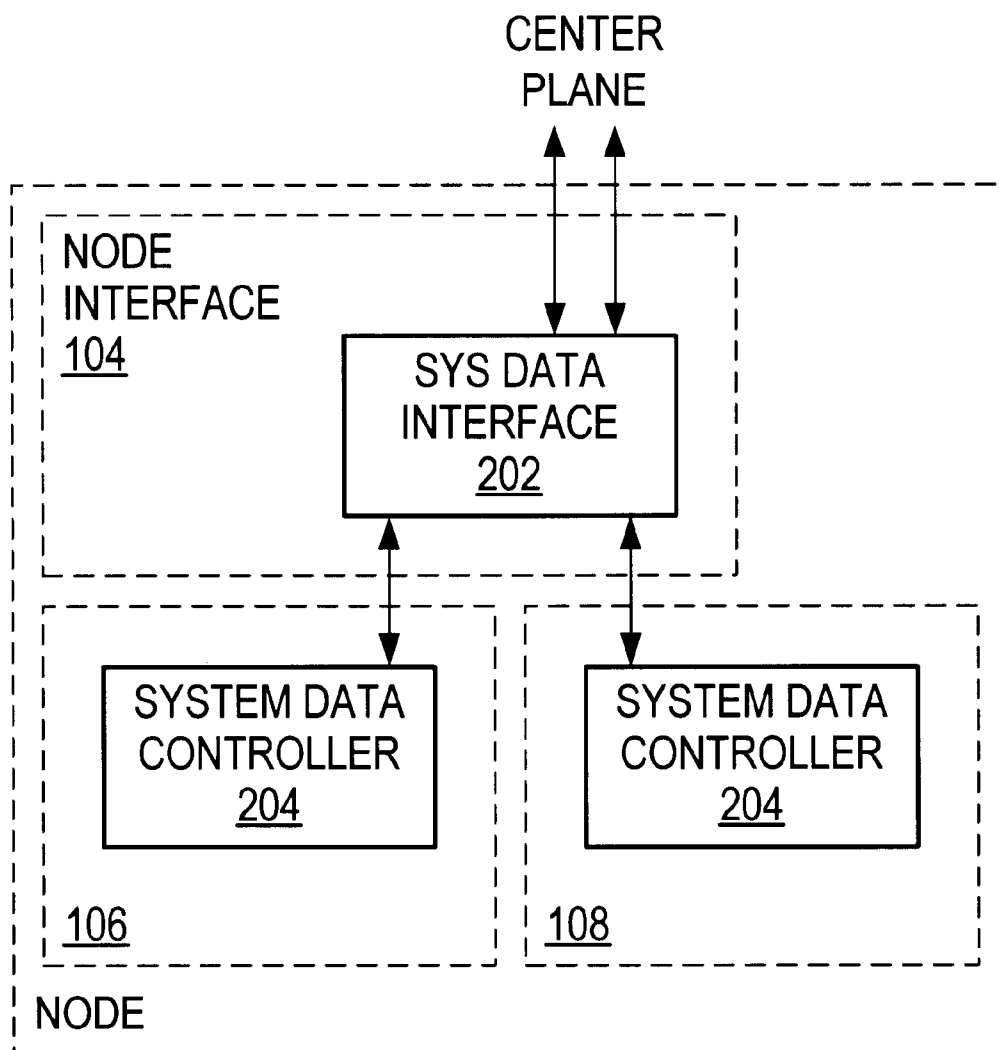 CENTER
PLANE
NODE
INTERFACE
104
SYS DATA
INTERFACE
202
SYSTEM DATA
CONTROLLER
204
106
SYSTEM DATA
CONTROLLER
204
108
NODE